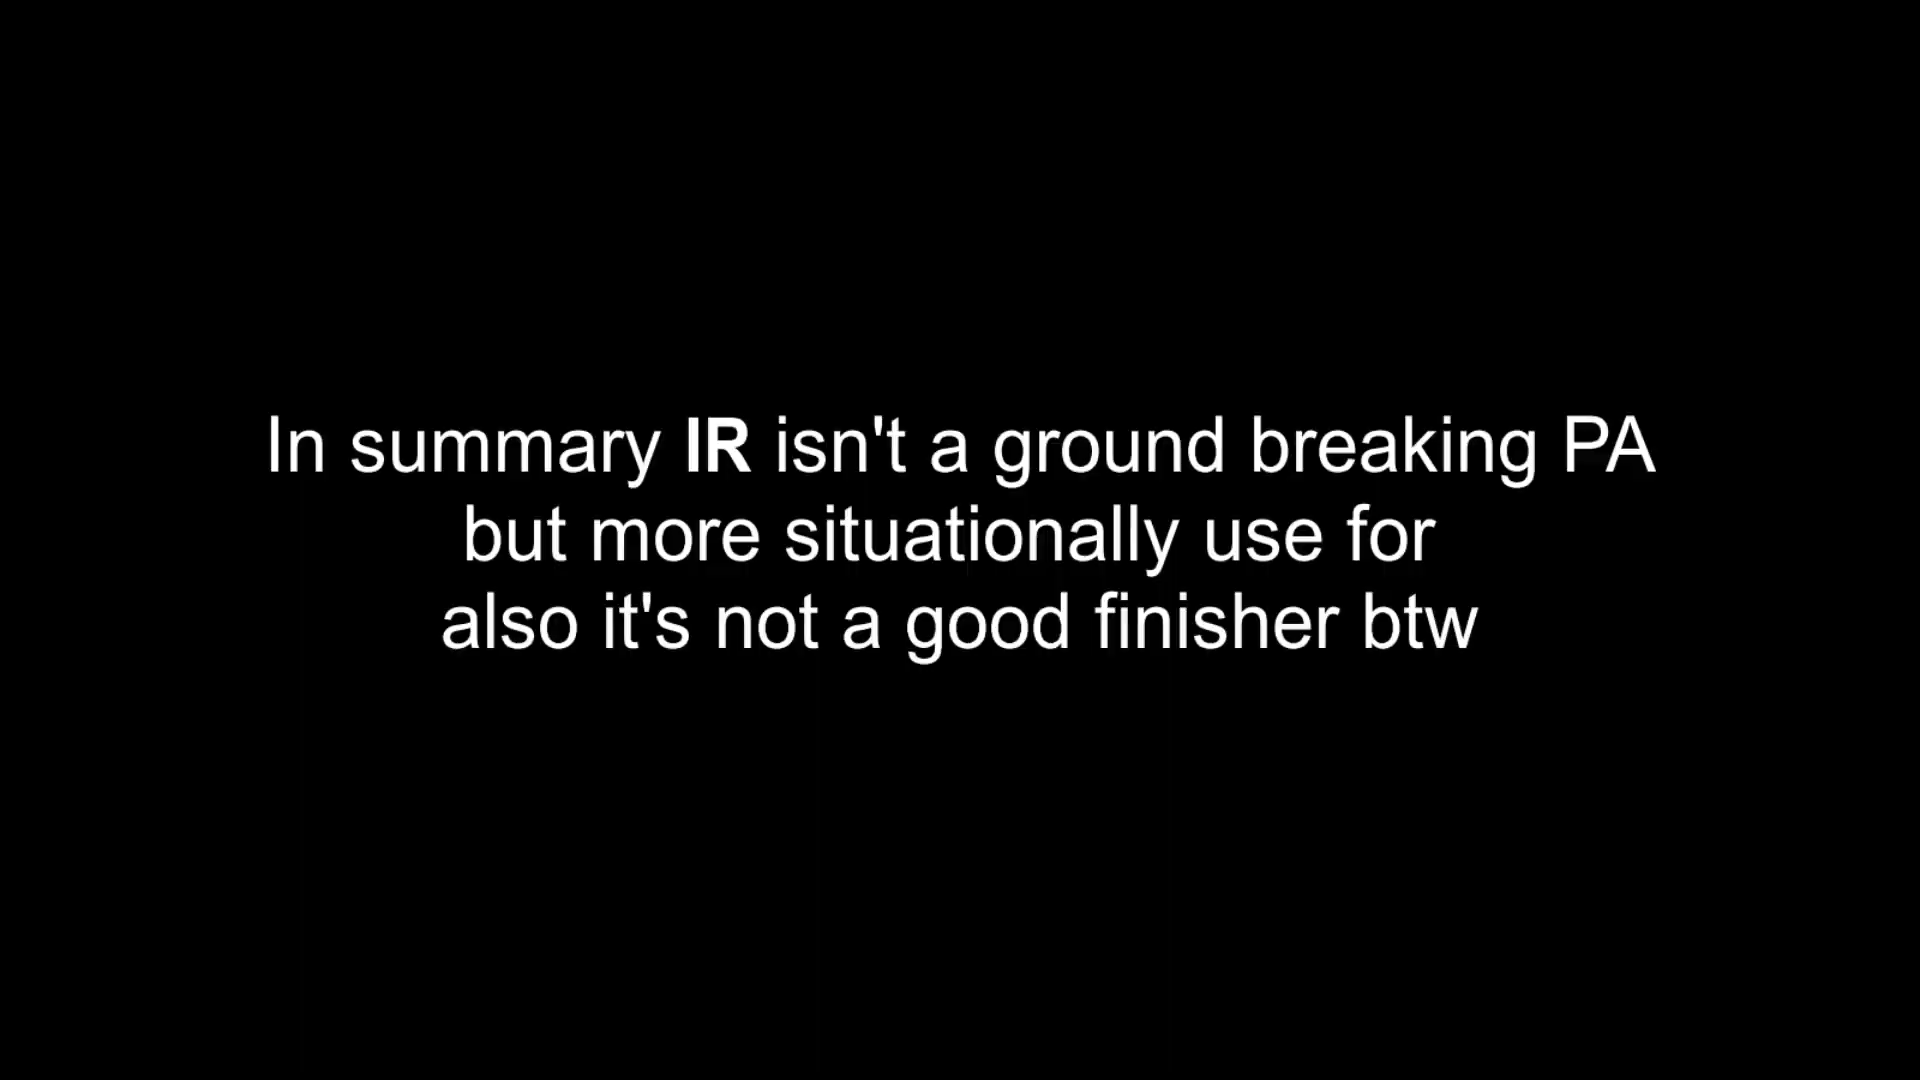 In summary IR isn't a ground breaking PA
but more situationally use for
also it's not a good finisher btw